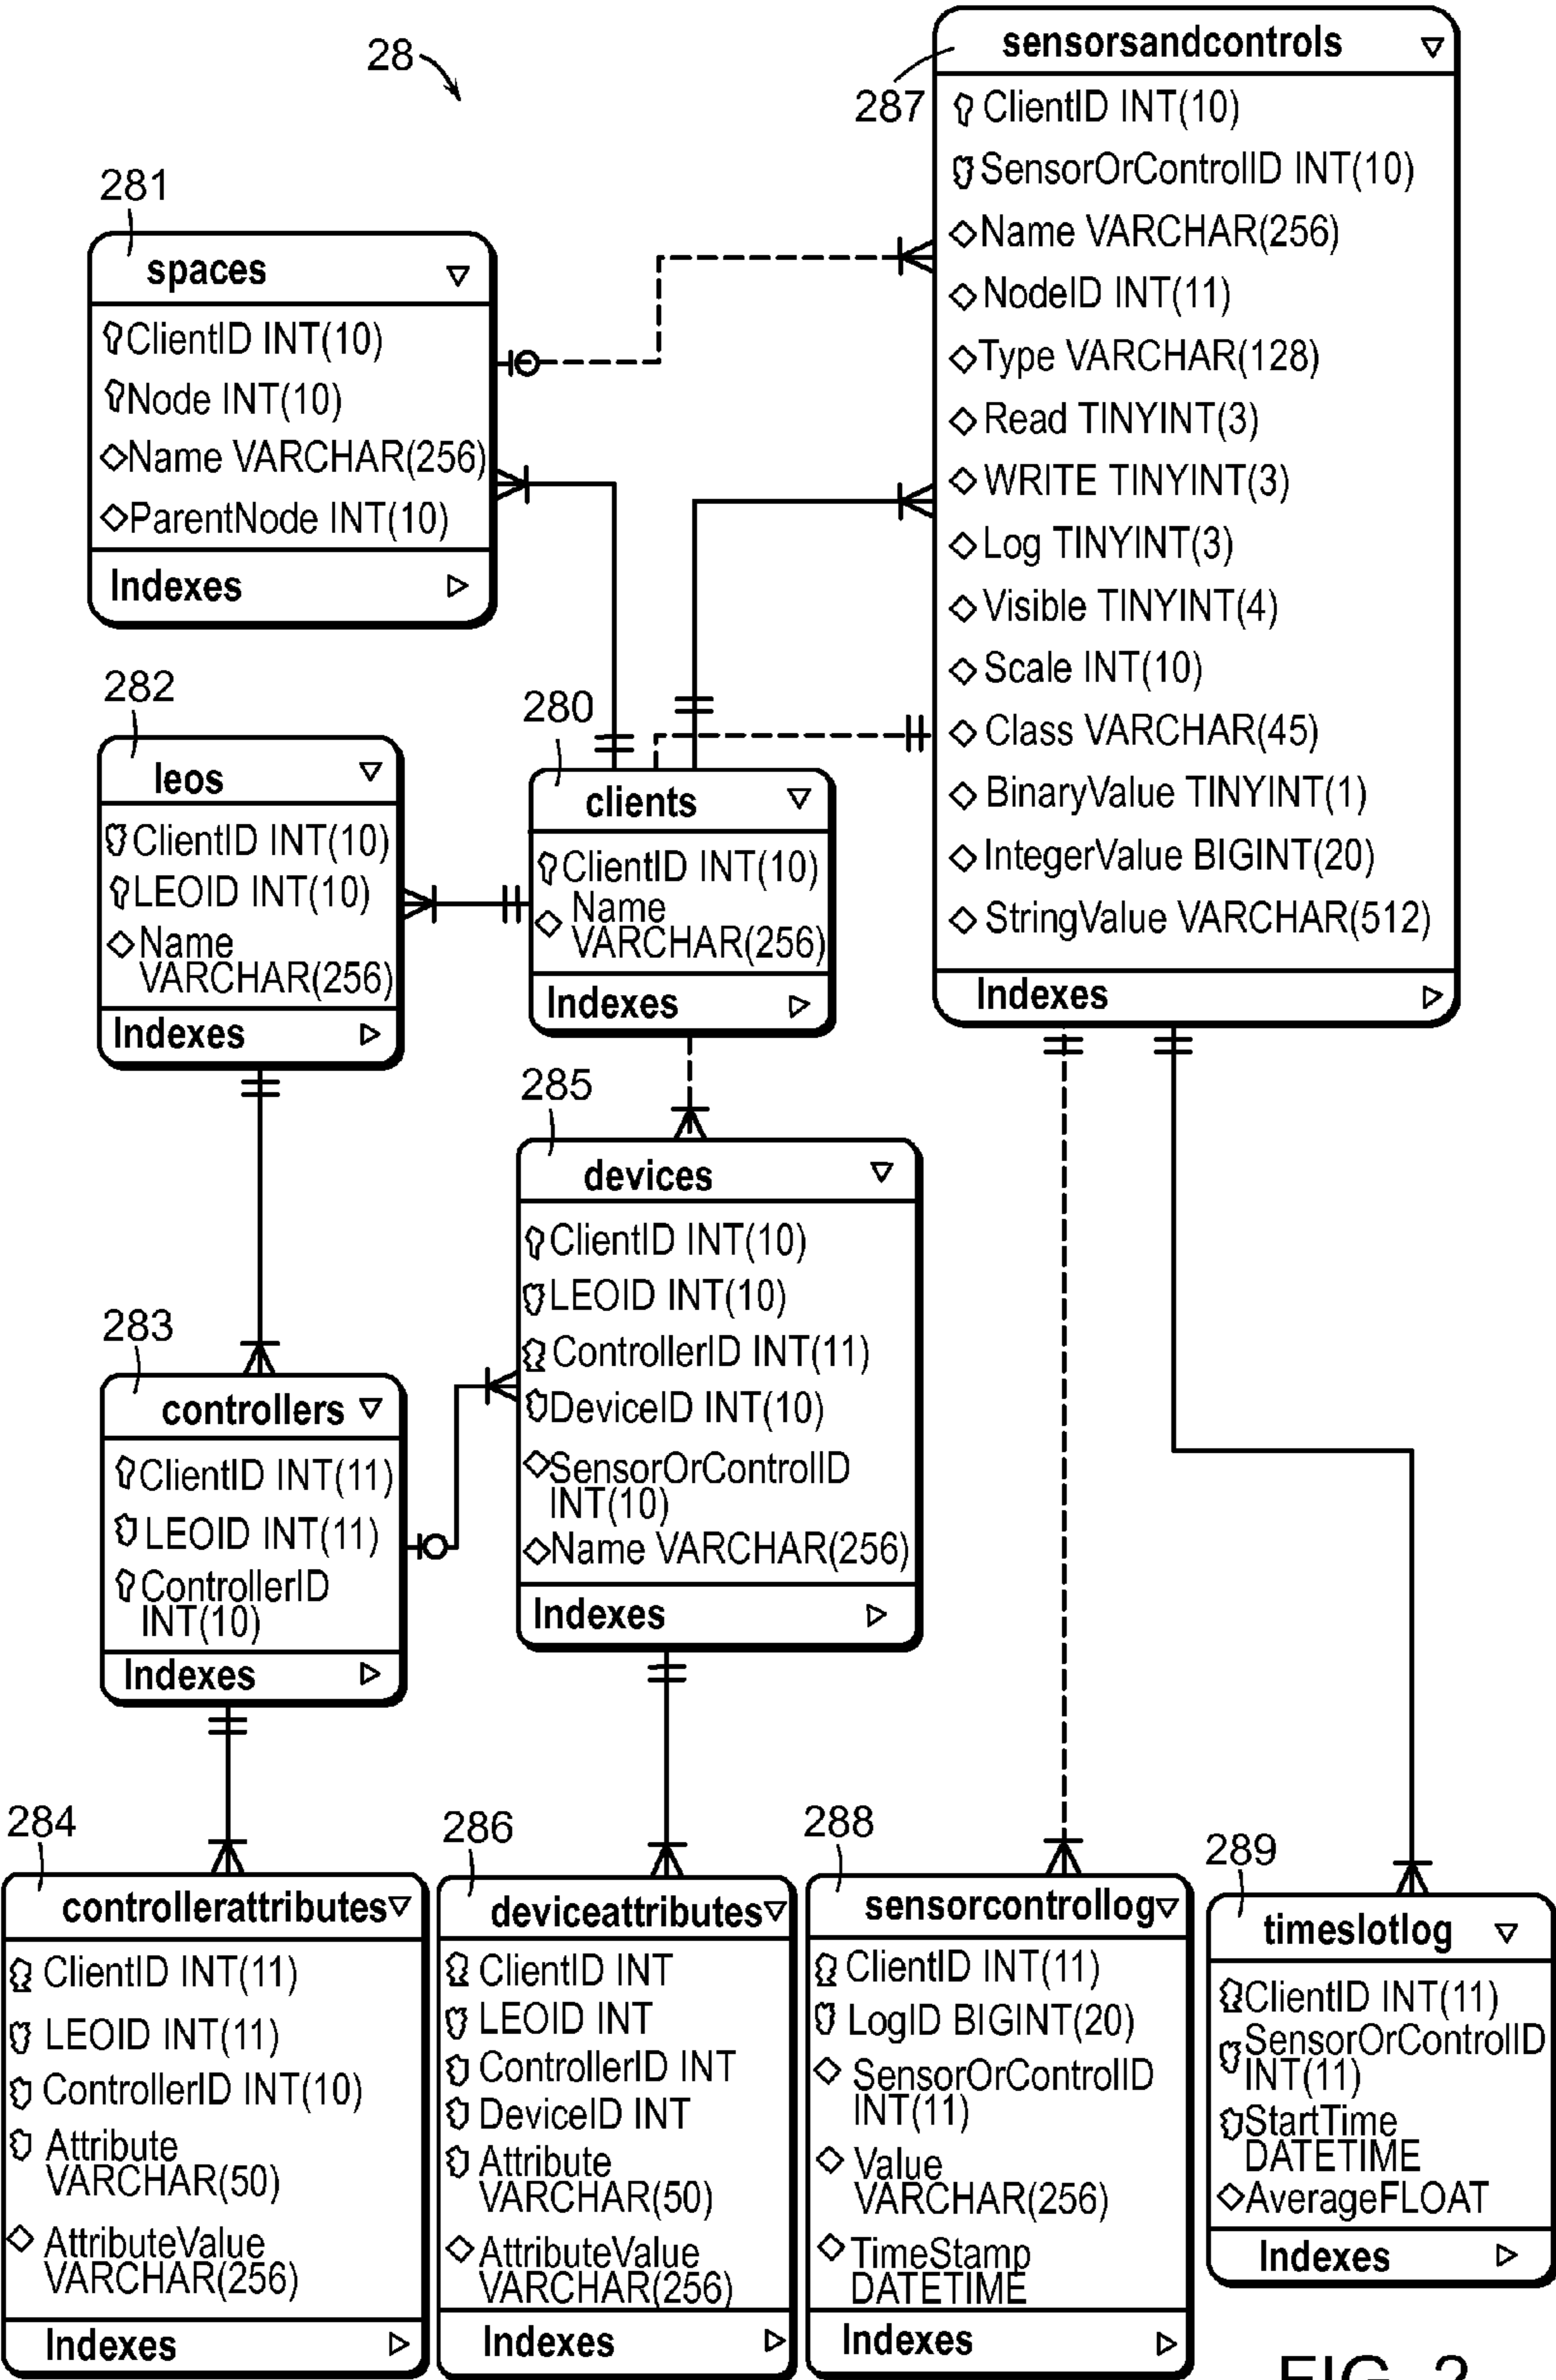 28
281
spaces
ClientID INT(10)
Node INT(10)
Name VARCHAR(256)
ParentNode INT(10)
Indexes
287
sensorsandcontrols
ClientID INT(10)
SensorOrControlID INT(10)
Name VARCHAR(256)
NodeID INT(11)
Type VARCHAR(128)
Read TINYINT(3)
WRITE TINYINT(3)
Log TINYINT(3)
Visible TINYINT(4)
Scale INT(10)
Class VARCHAR(45)
BinaryValue TINYINT(1)
IntegerValue BIGINT(20)
StringValue VARCHAR(512)
Indexes
282
leos
ClientID INT(10)
LEOID INT(10)
Name
VARCHAR(256)
Indexes
280
clients
ClientID INT(10)
Name
VARCHAR(256)
Indexes
285
devices
ClientID INT(10)
LEOID INT(10)
ControllerID INT(11)
DeviceID INT(10)
SensorOrControlID
INT(10)
Name VARCHAR(256)
Indexes
283
controllers
ClientID INT(11)
LEOID INT(11)
ControllerID
INT(10)
Indexes
284
controllerattributes
ClientID INT(11)
LEOID INT(11)
ControllerID INT(10)
Attribute
VARCHAR(50)
AttributeValue
VARCHAR(256)
Indexes
286
deviceattributes
ClientID INT
LEOID INT
ControllerID INT
DeviceID INT
Attribute
VARCHAR(50)
AttributeValue
VARCHAR(256)
Indexes
288
sensorcontrollog
ClientID INT(11)
LogID BIGINT(20)
SensorOrControlID
INT(11)
Value
VARCHAR(256)
TimeStamp
DATETIME
Indexes
289
timeslotlog
ClientID INT(11)
SensorOrControlID
INT(11)
StartTime
DATETIME
AverageFLOAT
Indexes
FIG. 2